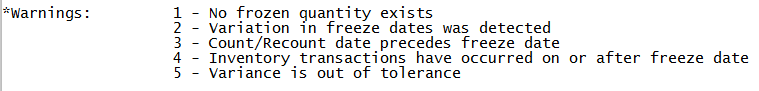 *Warnings: 1 - No frozen quantity exists
2 - Variation in freeze dates was detected
3 - Count/Recount date precedes freeze date
4 - Inventory transactions have occurred on or after freeze date
5 - Variance is out of tolerance